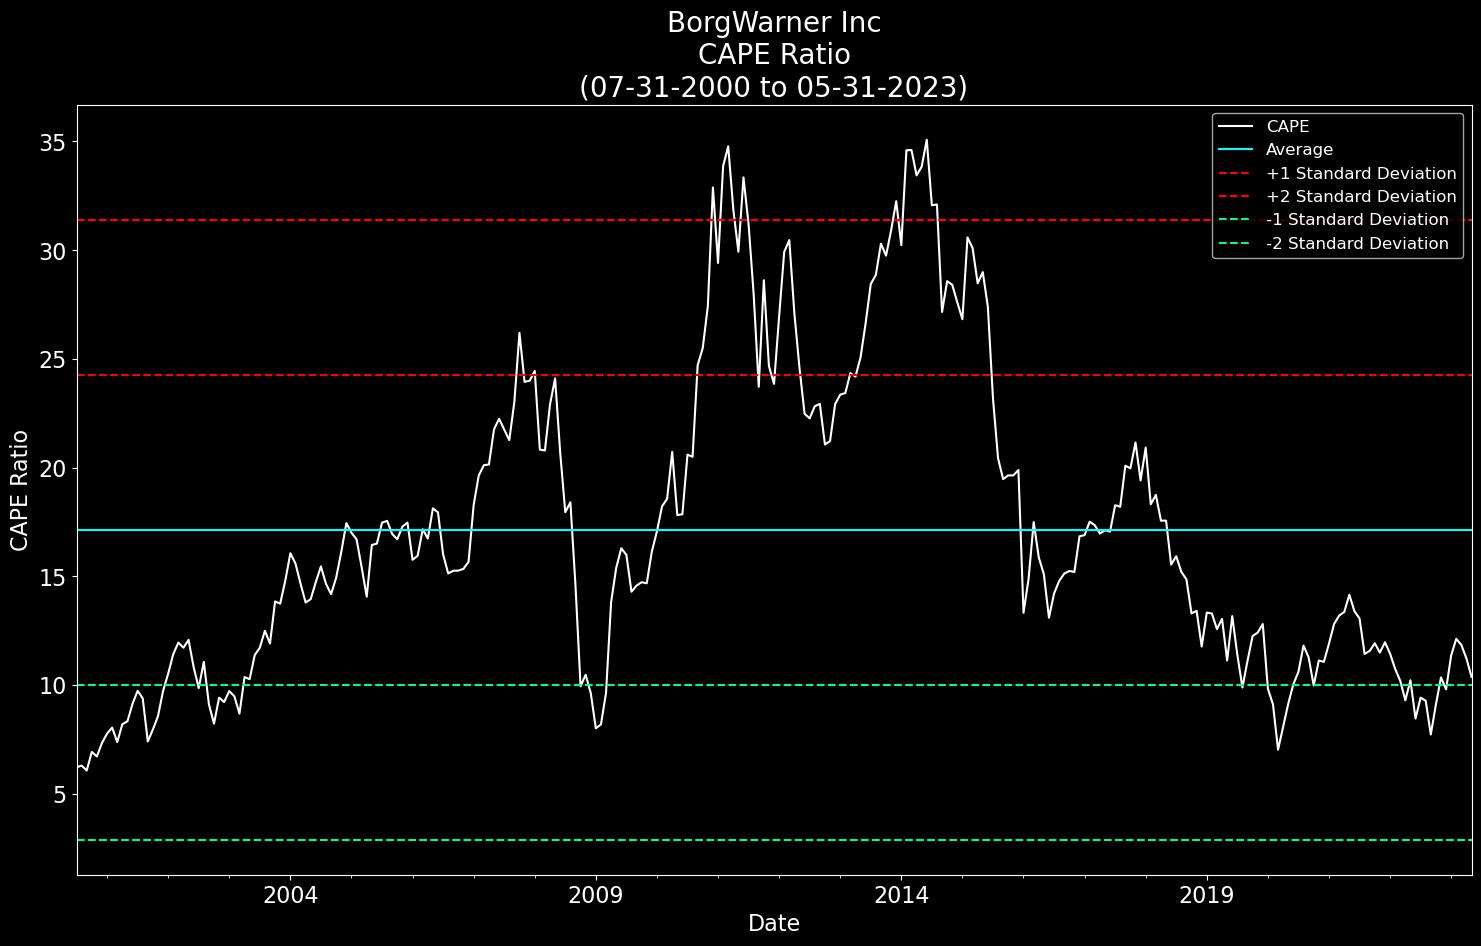 BorgWarner Inc
CAPE Ratio
(07-31-2000 to 05-31-2023)
CAPE
Average
+1 Standard Deviation
+2 Standard Deviation
-1 Standard Deviation
-2 Standard Deviation
CAPE Ratio
35
30
25
20
15
10
5
2004
2009
2014
2019
Date